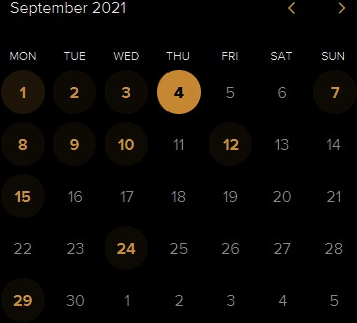 September 2021 < >
MON TUE WED THU FRI SAT SUN
1 2 3 4 5 6 7
8 9 10 11 12 13 14
15 16 17 18 19 20 21
22 23 24 25 26 27 28
29 30 1 2 3 4 5